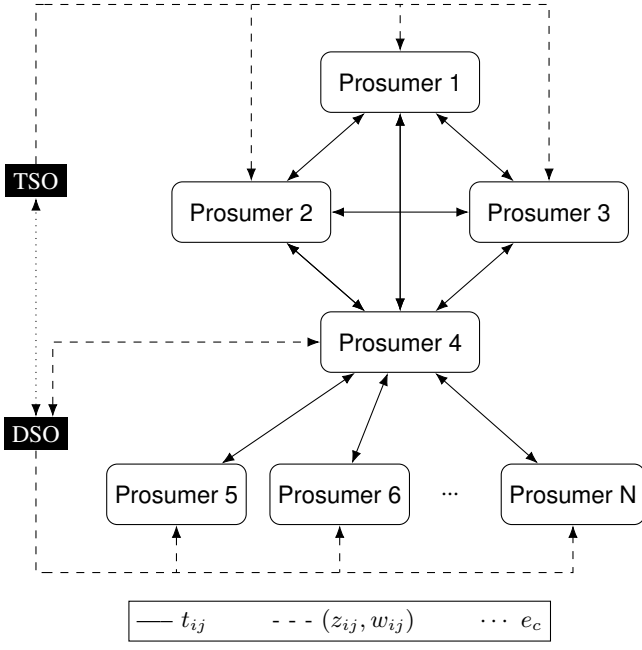 Prosumer 1
TSO
Prosumer 2
Prosumer 3
Prosumer 4
DSO
Prosumer 5
Prosumer 6
...
Prosumer N
— t_{ij} - - - (z_{ij}, w_{ij}) ··· e_c